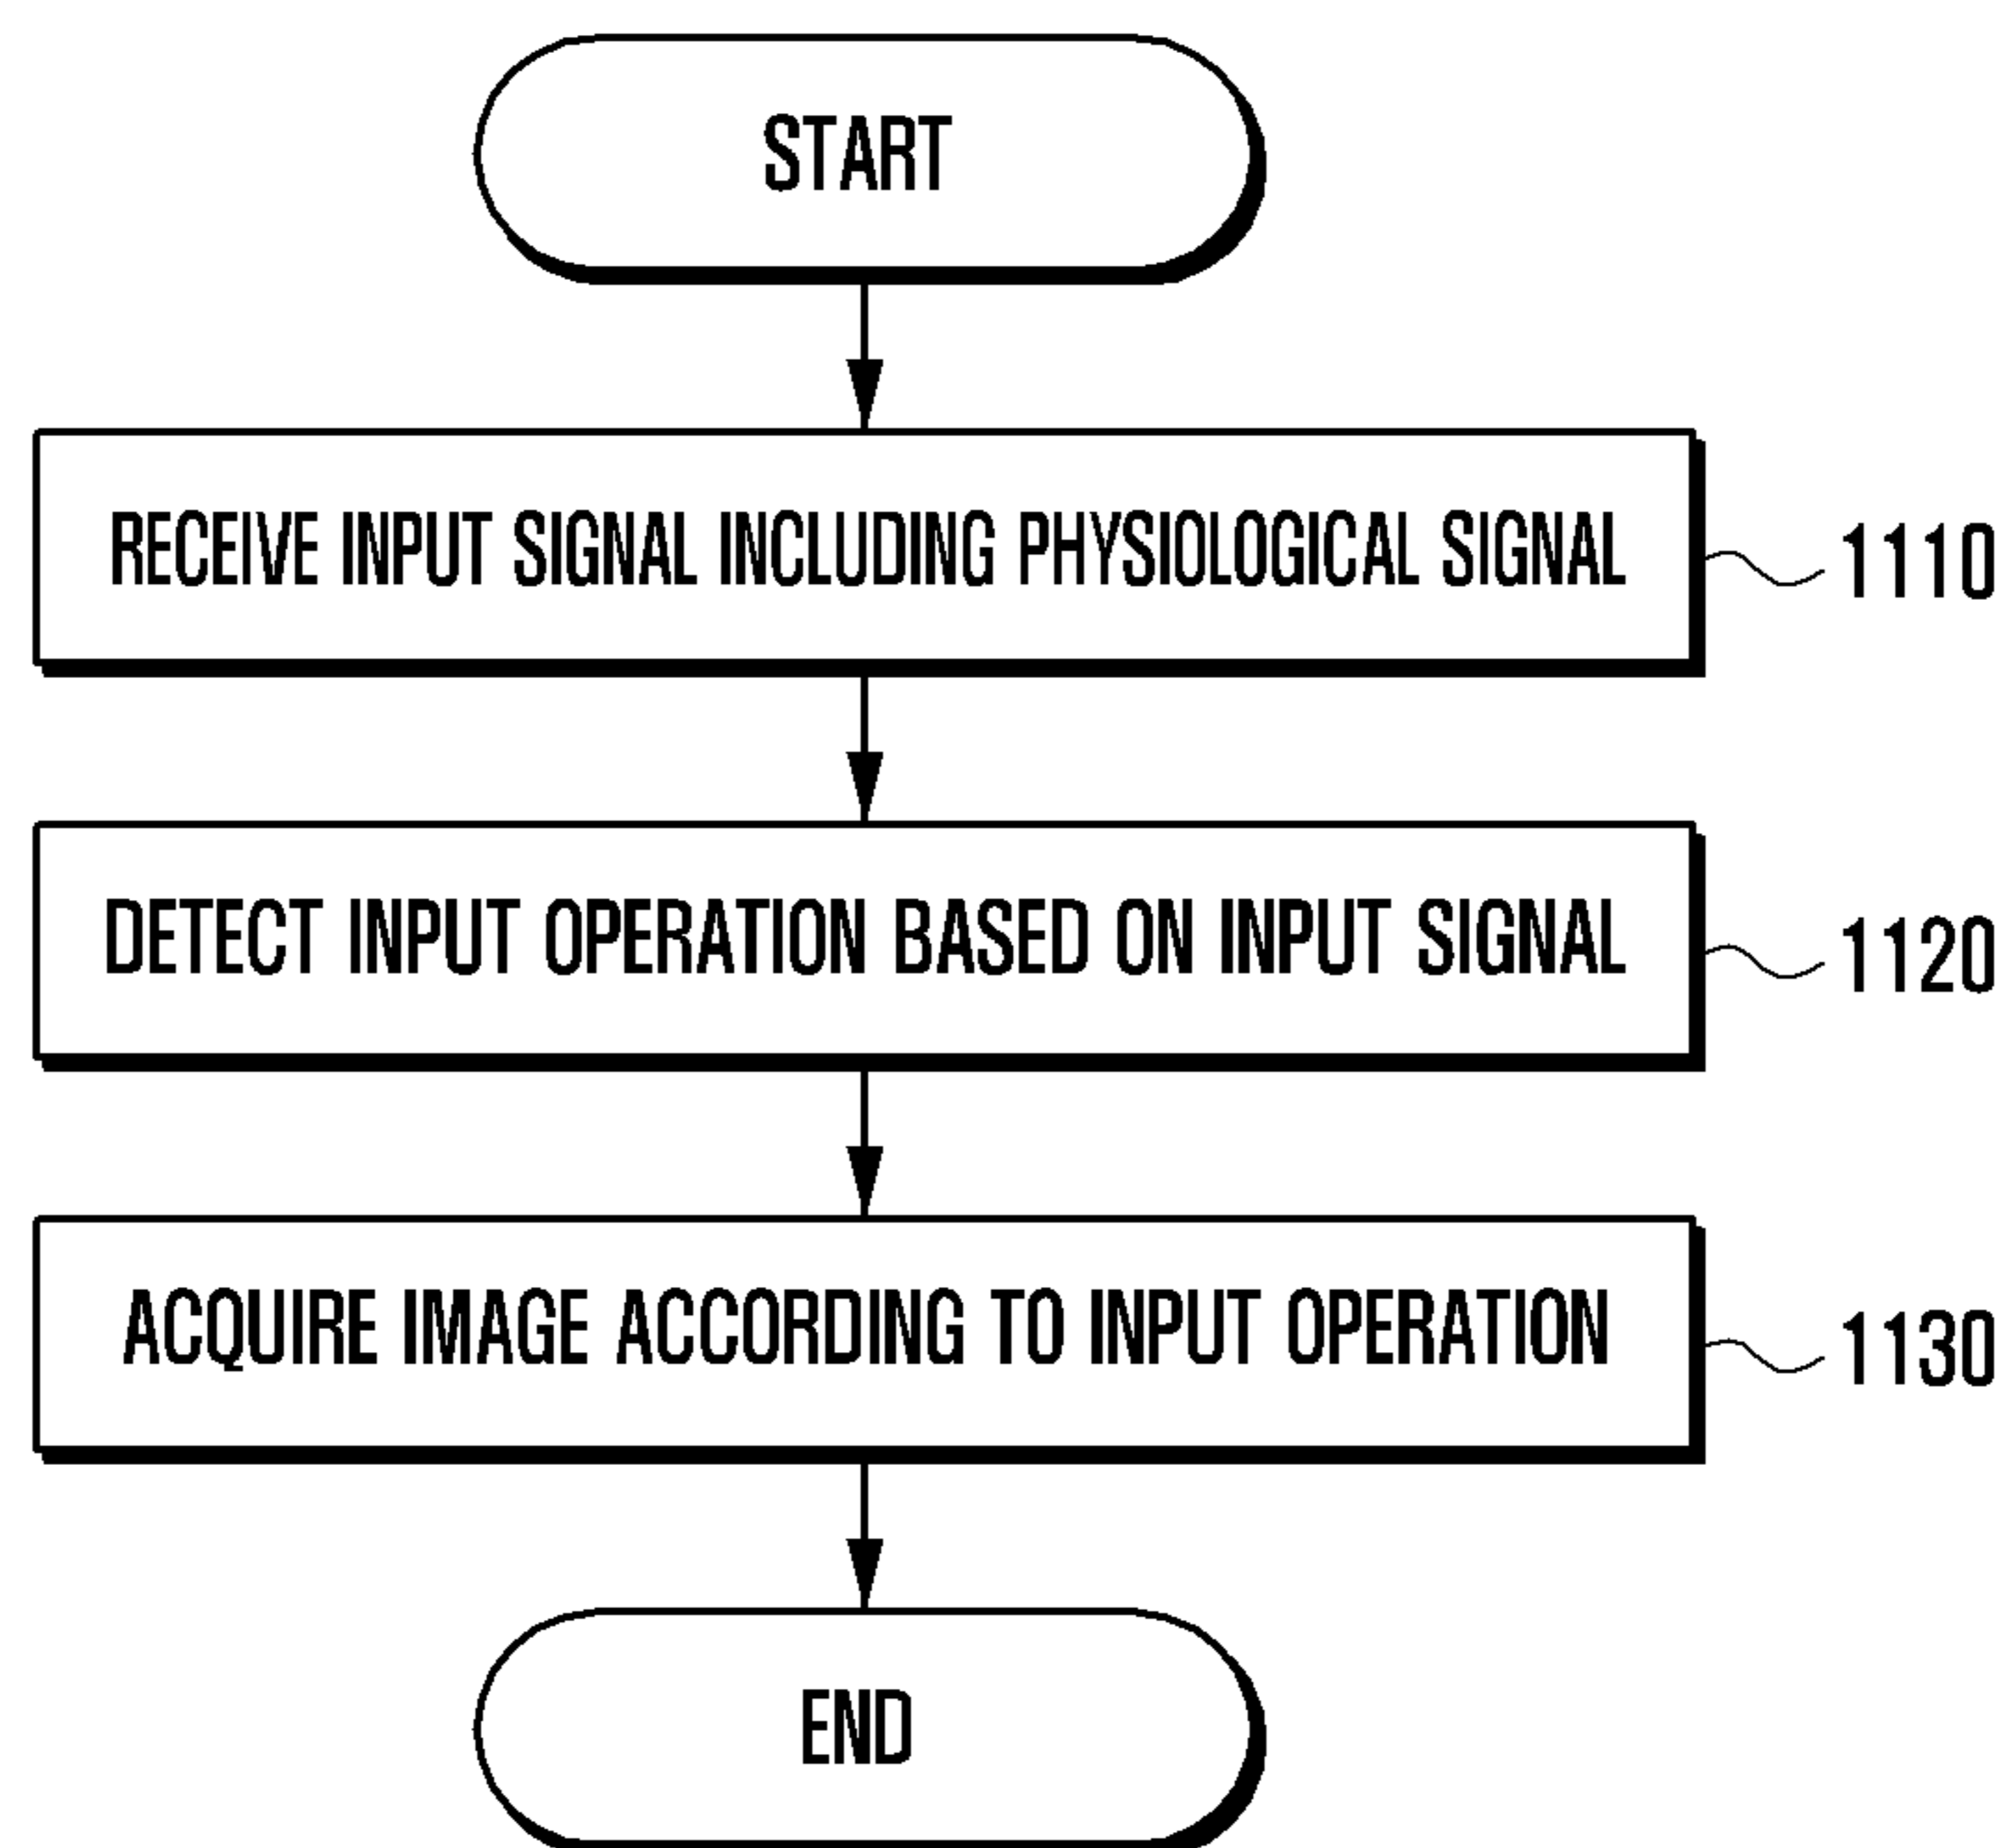 START
RECEIVE INPUT SIGNAL INCLUDING PHYSIOLOGICAL SIGNAL
1110
DETECT INPUT OPERATION BASED ON INPUT SIGNAL
1120
ACQUIRE IMAGE ACCORDING TO INPUT OPERATION
1130
END